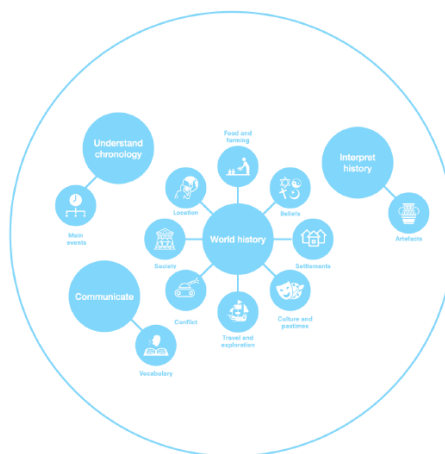 Food and
farming
Understand
chronology
Interpret
history
Location
Beliefs
Main
events
Artefacts
World history
Society
Settlements
Communicate
Conflict
Culture and
pastimes
Travel and
exploration
Vocabulary